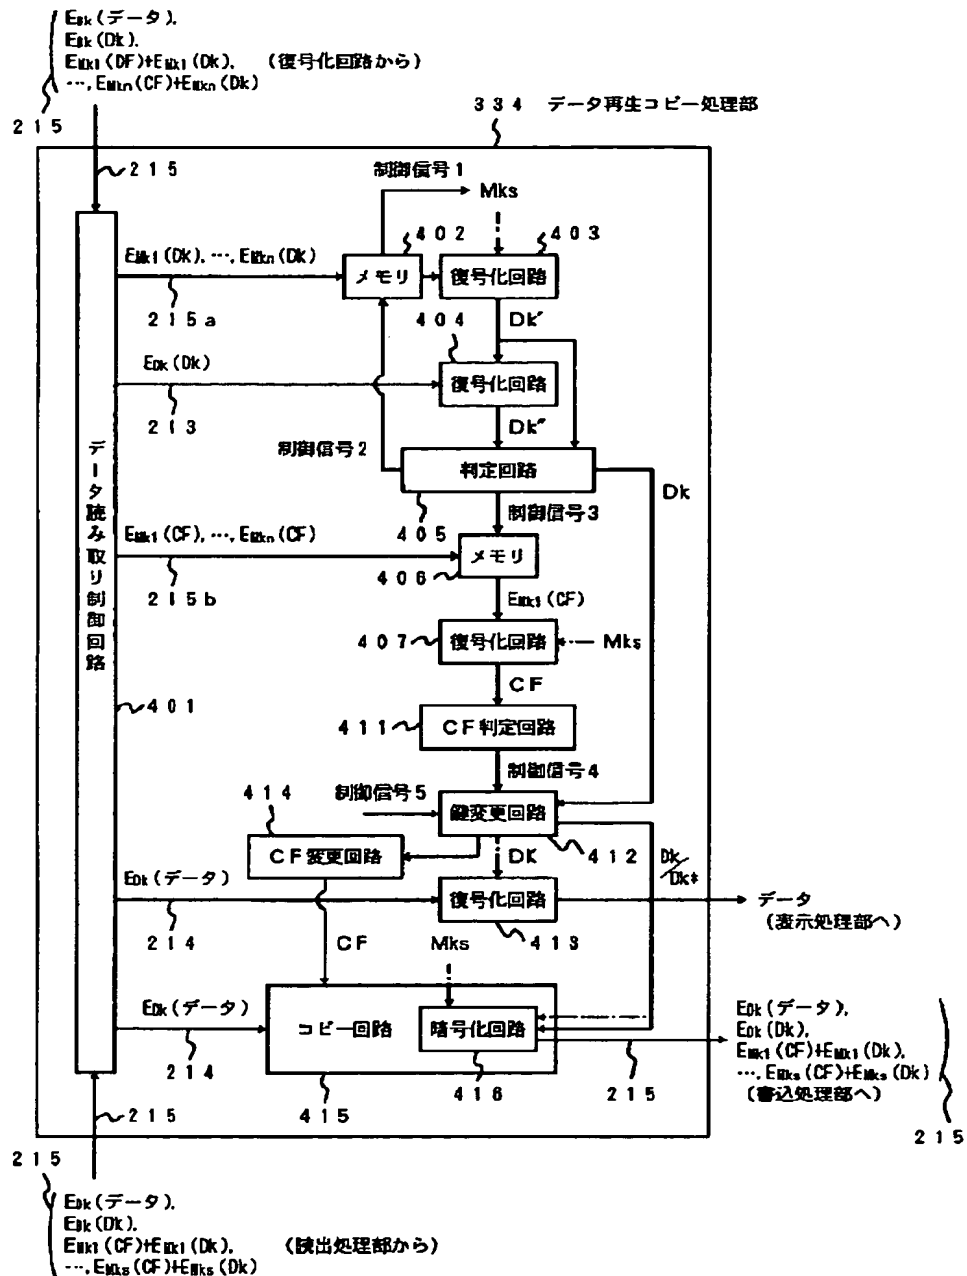 EDk(データ),
EDk(Dk),
EMk1(DF)+EMk1(Dk), (復号化回路から)
…,EMkn(CF)+EMkn(Dk)
215
334 データ再生コピー処理部
215
制御信号1
Mks
402
403
EMk1(Dk),…,EMkn(Dk)
メモリ
復号化回路
215a
404
Dk′
EDk(Dk)
復号化回路
213
Dk″
制御信号2
判定回路
Dk
405
制御信号3
EMk1(CF),…,EMkn(CF)
メモリ
406
215b
EMk1(CF)
データ読み取り制御回路
407
復号化回路
Mks
CF
401
411
CF判定回路
制御信号4
414
制御信号5
鍵変更回路
CF変更回路
DK
412
Dk/Dk*
EDk(データ)
復号化回路
データ
(表示処理部へ)
214
413
CF
Mks
EDk(データ)
コピー回路
暗号化回路
EDk(データ),
EDk(Dk),
EMk1(CF)+EMk1(Dk),
…,EMks(CF)+EMks(Dk)
(書込処理部へ)
214
415
416
215
215
215
215
EDk(データ),
EDk(Dk),
EMk1(CF)+EMk1(Dk), (読出処理部から)
…,EMks(CF)+EMks(Dk)